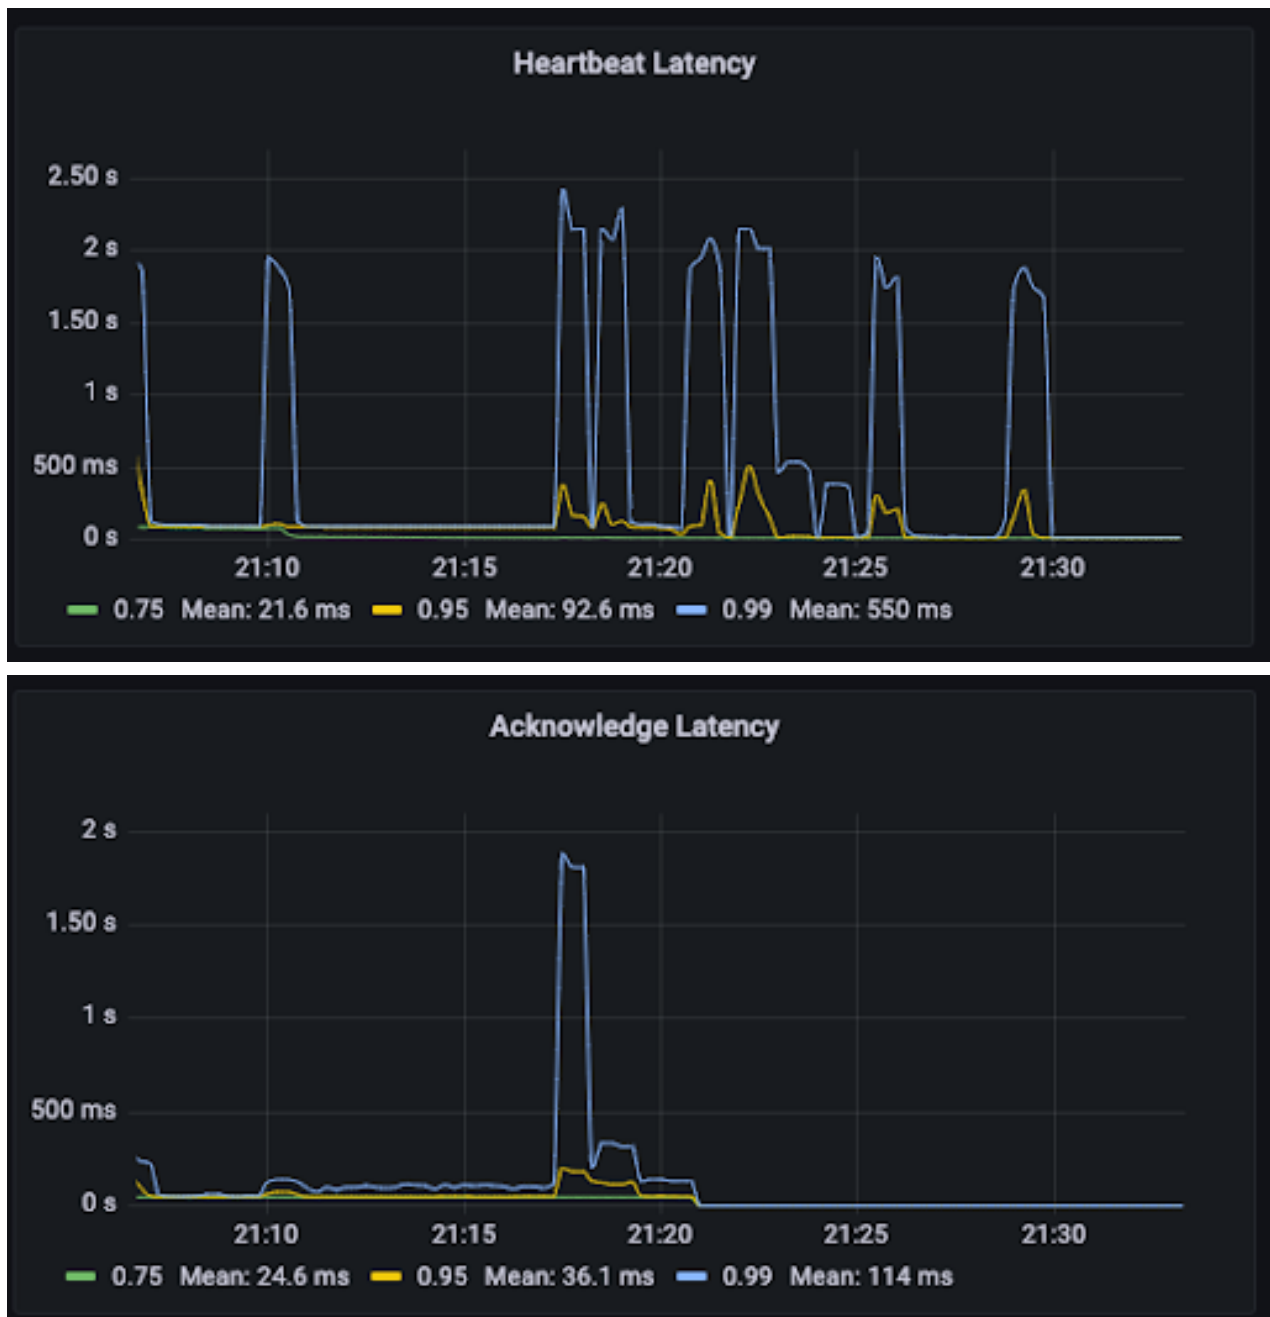 Heartbeat Latency
2.50 s
2 s
1.50 s
1 s
500 ms
0 s
21:10 21:15 21:20 21:25 21:30
0.75 Mean: 21.6 ms 0.95 Mean: 92.6 ms 0.99 Mean: 550 ms
Acknowledge Latency
2 s
1.50 s
1 s
500 ms
0 s
21:10 21:15 21:20 21:25 21:30
0.75 Mean: 24.6 ms 0.95 Mean: 36.1 ms 0.99 Mean: 114 ms